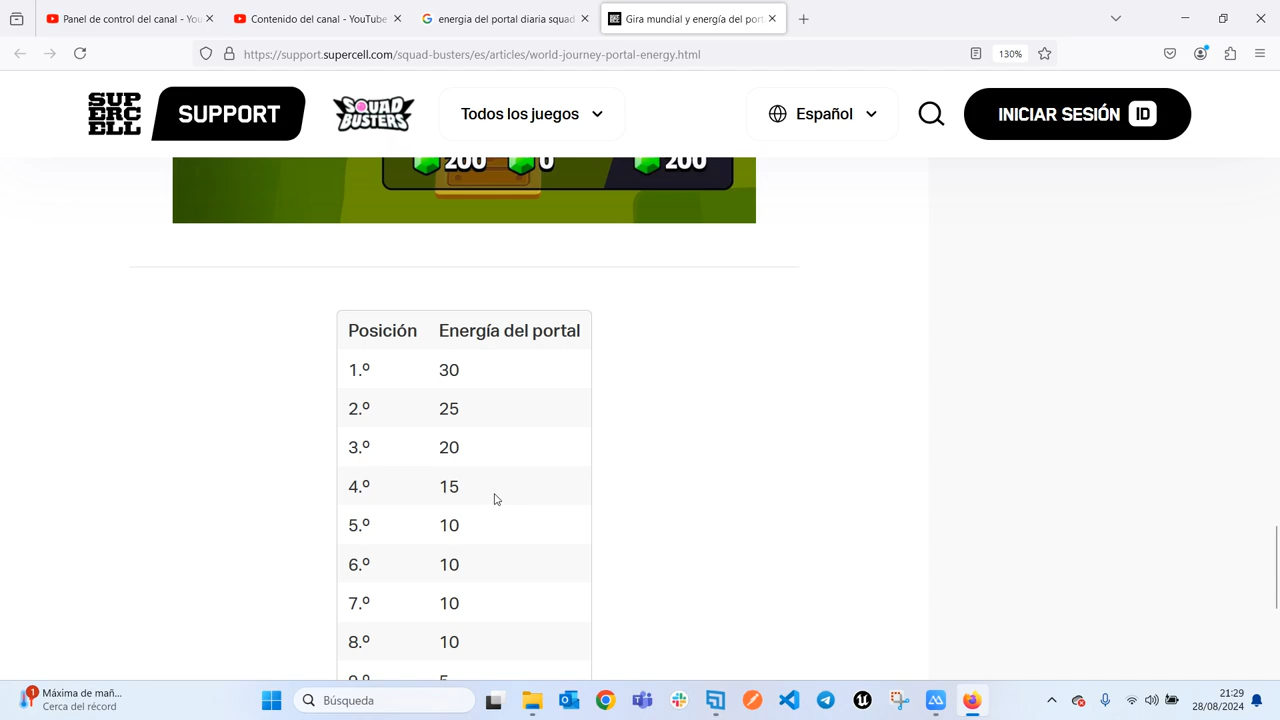 Panel de control del canal - You
Contenido del canal - YouTube
energia del portal diaria squad
Gira mundial y energía del port
https://support.supercell.com/squad-busters/es/articles/world-journey-portal-energy.html
130%
SUP
ERC
ELL
SUPPORT
SQUAD
BUSTERS
Todos los juegos
Español
INICIAR SESIÓN ID
200 0 200
Posición Energía del portal
1.º 30
2.º 25
3.º 20
4.º 15
5.º 10
6.º 10
7.º 10
8.º 10
9.º 5
1
Máxima de mañ...
Cerca del récord
Búsqueda
21:29
28/08/2024